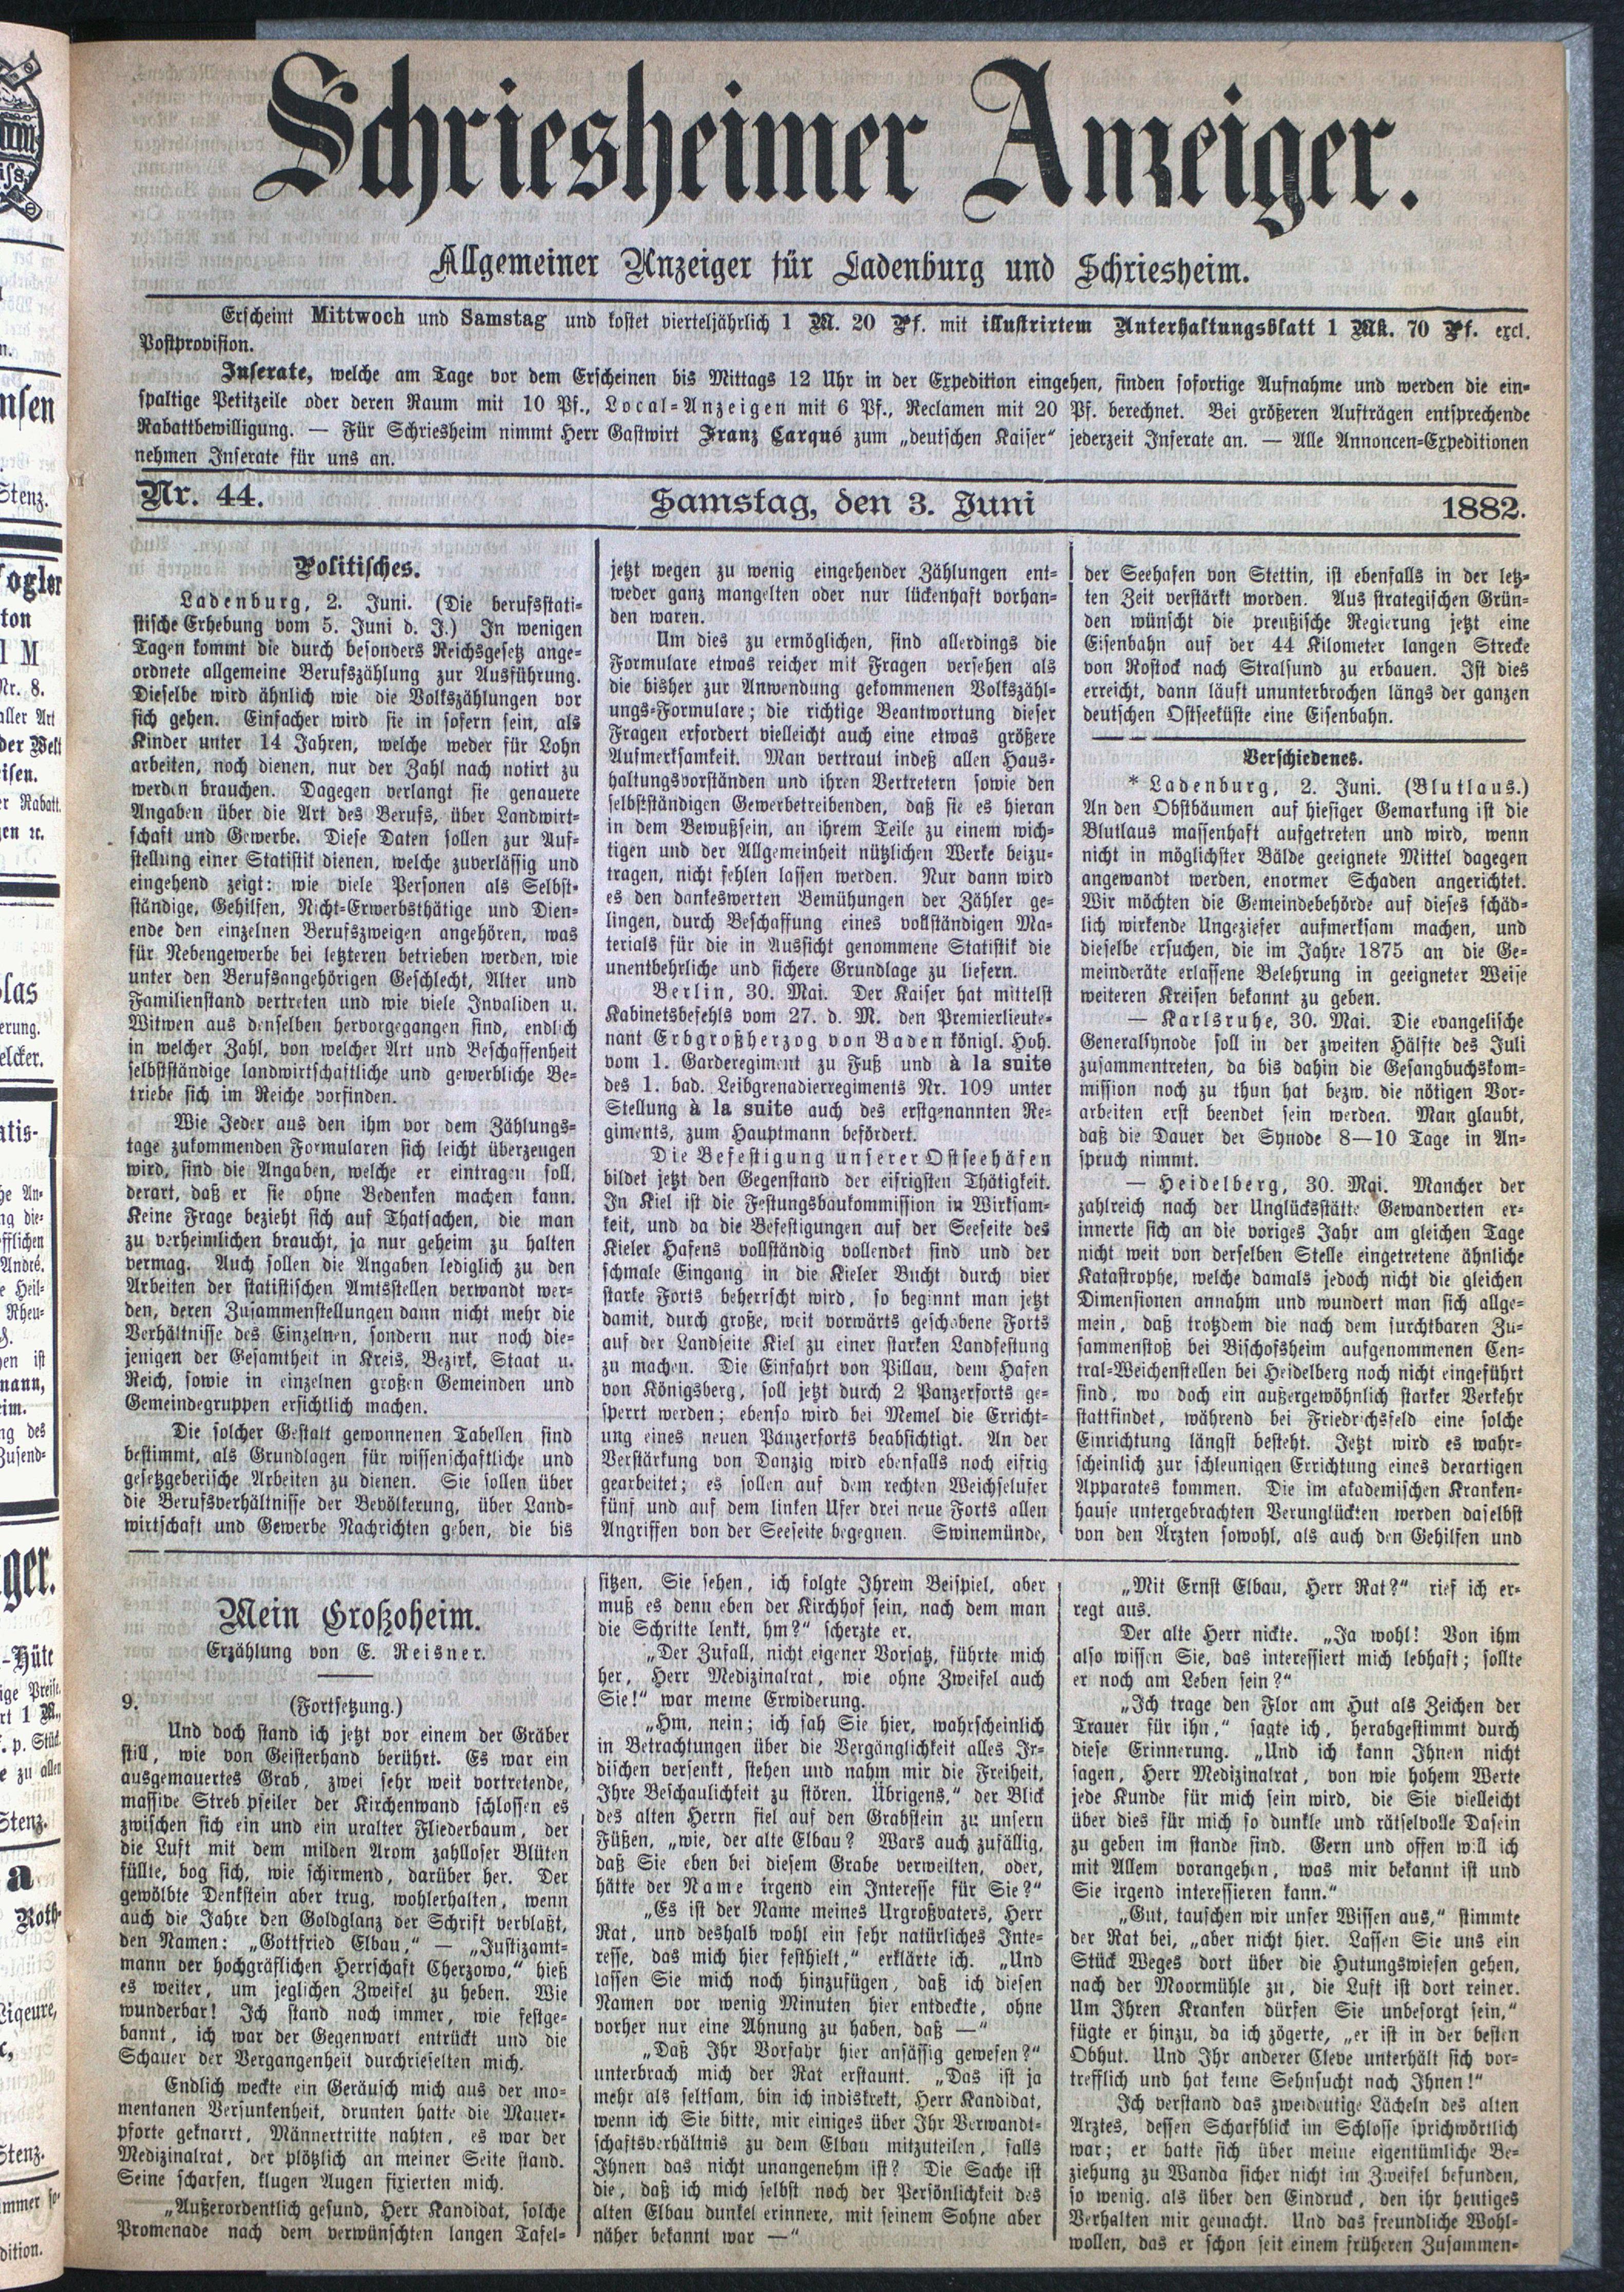 Schriesheimer Anzeiger.
Allgemeiner Anzeiger für Ladenburg und Schriesheim.
Erscheint Mittwoch und Samstag und kostet vierteljährlich 1 M. 20 Pf. mit illustrirtem Unterhaltungsblatt 1 Mk. 70 Pf. excl.
Postprovision.
Inserate, welche am Tage vor dem Erscheinen bis Mittags 12 Uhr in der Expedition eingehen, finden sofortige Aufnahme und werden die ein-
spaltige Petitzeile oder deren Raum mit 10 Pf., Local-Anzeigen mit 6 Pf., Reclamen mit 20 Pf. berechnet. Bei größeren Aufträgen entsprechende
Rabattbewilligung. — Für Schriesheim nimmt Herr Gastwirt Franz Carqué zum „deutschen Kaiser“ jederzeit Inserate an. — Alle Annoncen-Expeditionen
nehmen Inserate für uns an.
Nr. 44. Samstag, den 3. Juni 1882.
Politisches.
Ladenburg, 2. Juni. (Die berufsstati-
stische Erhebung vom 5. Juni d. J.) In wenigen
Tagen kommt die durch besonders Reichsgesetz ange-
ordnete allgemeine Berufszählung zur Ausführung.
Dieselbe wird ähnlich wie die Volkszählungen vor
sich gehen. Einfacher wird sie in sofern sein, als
Kinder unter 14 Jahren, welche weder für Lohn
arbeiten, noch dienen, nur der Zahl nach notirt zu
werden brauchen. Dagegen verlangt sie genauere
Angaben über die Art des Berufs, über Landwirt-
schaft und Gewerbe. Diese Daten sollen zur Auf-
stellung einer Statistik dienen, welche zuverlässig und
eingehend zeigt: wie viele Personen als Selbst-
ständige, Gehilfen, Nicht-Erwerbsthätige und Dien-
ende den einzelnen Berufszweigen angehören, was
für Nebengewerbe bei letzteren betrieben werden, wie
unter den Berufsangehörigen Geschlecht, Alter und
Familienstand vertreten und wie viele Invaliden u.
Witwen aus denselben hervorgegangen sind, endlich
in welcher Zahl, von welcher Art und Beschaffenheit
selbstständige landwirtschaftliche und gewerbliche Be-
triebe sich im Reiche vorfinden.
Wie Jeder aus den ihm vor dem Zählungs-
tage zukommenden Formularen sich leicht überzeugen
wird, sind die Angaben, welche er eintragen soll,
derart, daß er sie ohne Bedenken machen kann.
Keine Frage bezieht sich auf Thatsachen, die man
zu verheimlichen braucht, ja nur geheim zu halten
vermag. Auch sollen die Angaben lediglich zu den
Arbeiten der statistischen Amtsstellen verwandt wer-
den, deren Zusammenstellungen dann nicht mehr die
Verhältnisse des Einzelnen, sondern nur noch die-
jenigen der Gesamtheit in Kreis, Bezirk, Staat u.
Reich, sowie in einzelnen großen Gemeinden und
Gemeindegruppen ersichtlich machen.
Die solcher Gestalt gewonnenen Tabellen sind
bestimmt, als Grundlagen für wissenschaftliche und
gesetzgeberische Arbeiten zu dienen. Sie sollen über
die Berufsverhältnisse der Bevölkerung, über Land-
wirtschaft und Gewerbe Nachrichten geben, die bis
jetzt wegen zu wenig eingehender Zählungen ent-
weder ganz mangelten oder nur lückenhaft vorhan-
den waren.
Um dies zu ermöglichen, sind allerdings die
Formulare etwas reicher mit Fragen versehen als
die bisher zur Anwendung gekommenen Volkszähl-
ungs-Formulare; die richtige Beantwortung dieser
Fragen erfordert vielleicht auch eine etwas größere
Aufmerksamkeit. Man vertraut indeß allen Haus-
haltungsvorständen und ihren Vertretern sowie den
selbstständigen Gewerbetreibenden, daß sie es hieran
in dem Bewußsein, an ihrem Teile zu einem wich-
tigen und der Allgemeinheit nützlichen Werke beizu-
tragen, nicht fehlen lassen werden. Nur dann wird
es den dankeswerten Bemühungen der Zähler ge-
lingen, durch Beschaffung eines vollständigen Ma-
terials für die in Aussicht genommene Statistik die
unentbehrliche und sichere Grundlage zu liefern.
Berlin, 30. Mai. Der Kaiser hat mittelst
Kabinetsbefehls vom 27. d. M. den Premierlieute-
nant Erbgroßherzog von Baden königl. Hoh.
vom 1. Garderegiment zu Fuß und à la suite
des 1. bad. Leibgrenadierregiments Nr. 109 unter
Stellung à la suite auch des erstgenannten Re-
giments, zum Hauptmann befördert.
Die Befestigung unserer Ostseehäfen
bildet jetzt den Gegenstand der eifrigsten Thätigkeit.
In Kiel ist die Festungsbaukommission in Wirksam-
keit, und da die Befestigungen auf der Seeseite des
Kieler Hafens vollständig vollendet sind und der
schmale Eingang in die Kieler Bucht durch vier
starke Forts beherrscht wird, so beginnt man jetzt
damit, durch große, weit vorwärts geschobene Forts
auf der Landseite Kiel zu einer starken Landfestung
zu machen. Die Einfahrt von Pillau, dem Hafen
von Königsberg, soll jetzt durch 2 Panzerforts ge-
sperrt werden; ebenso wird bei Memel die Erricht-
ung eines neuen Panzerforts beabsichtigt. An der
Verstärkung von Danzig wird ebenfalls noch eifrig
gearbeitet; es sollen auf dem rechten Weichselufer
fünf und auf dem linken Ufer drei neue Forts allen
Angriffen von der Seeseite begegnen. Swinemünde,
der Seehafen von Stettin, ist ebenfalls in der letz-
ten Zeit verstärkt worden. Aus strategischen Grün-
den wünscht die preußische Regierung jetzt eine
Eisenbahn auf der 44 Kilometer langen Strecke
von Rostock nach Stralsund zu erbauen. Ist dies
erreicht, dann läuft ununterbrochen längs der ganzen
deutschen Ostseeküste eine Eisenbahn.
Verschiedenes.
* Ladenburg, 2. Juni. (Blutlaus.)
An den Obstbäumen auf hiesiger Gemarkung ist die
Blutlaus massenhaft aufgetreten und wird, wenn
nicht in möglichster Bälde geeignete Mittel dagegen
angewandt werden, enormer Schaden angerichtet.
Wir möchten die Gemeindebehörde auf dieses schäd-
lich wirkende Ungeziefer aufmerksam machen, und
dieselbe ersuchen, die im Jahre 1875 an die Ge-
meinderäte erlassene Belehrung in geeigneter Weise
weiteren Kreisen bekannt zu geben.
— Karlsruhe, 30. Mai. Die evangelische
Generalsynode soll in der zweiten Hälfte des Juli
zusammentreten, da bis dahin die Gesangbuchskom-
mission noch zu thun hat bezw. die nötigen Vor-
arbeiten erst beendet sein werden. Man glaubt,
daß die Dauer der Synode 8—10 Tage in An-
spruch nimmt.
— Heidelberg, 30. Mai. Mancher der
zahlreich nach der Unglücksstätte Gewanderten er-
innerte sich an die voriges Jahr am gleichen Tage
nicht weit von derselben Stelle eingetretene ähnliche
Katastrophe, welche damals jedoch nicht die gleichen
Dimensionen annahm und wundert man sich allge-
mein, daß trotzdem die nach dem furchtbaren Zu-
sammenstoß bei Bischofsheim aufgenommenen Cen-
tral-Weichenstellen bei Heidelberg noch nicht eingeführt
sind, wo doch ein außergewöhnlich starker Verkehr
stattfindet, während bei Friedrichsfeld eine solche
Einrichtung längst besteht. Jetzt wird es wahr-
scheinlich zur schleunigen Errichtung eines derartigen
Apparates kommen. Die im akademischen Kranken-
hause untergebrachten Verunglückten werden daselbst
von den Ärzten sowohl, als auch den Gehilfen und
Mein Großoheim.
Erzählung von E. Reisner.
9. (Fortsetzung.)
Und doch stand ich jetzt vor einem der Gräber
still, wie von Geisterhand berührt. Es war ein
ausgemauertes Grab, zwei sehr weit vortretende,
massive Strebpfeiler der Kirchenwand schlossen es
zwischen sich ein und ein uralter Fliederbaum, der
die Luft mit dem milden Arom zahlloser Blüten
füllte, bog sich, wie schirmend, darüber her. Der
gewölbte Denkstein aber trug, wohlerhalten, wenn
auch die Jahre den Goldglanz der Schrift verblaßt,
den Namen: „Gottfried Elbau,“ — „Justizamt-
mann der hochgräflichen Herrschaft Cherzowa,“ hieß
es weiter, um jeglichen Zweifel zu heben. Wie
wunderbar! Ich stand noch immer, wie festge-
bannt, ich war der Gegenwart entrückt und die
Schauer der Vergangenheit durchrieselten mich.
Endlich weckte ein Geräusch mich aus der mo-
mentanen Versunkenheit, drunten hatte die Mauer-
pforte geknarrt, Männertritte nahten, es war der
Medizinalrat, der plötzlich an meiner Seite stand.
Seine scharfen, klugen Augen fixierten mich.
„Außerordentlich gesund, Herr Kandidat, solche
Promenade nach dem verwünschten langen Tafel-
sitzen. Sie sehen, ich folgte Ihrem Beispiel, aber
muß es denn eben der Kirchhof sein, nach dem man
die Schritte lenkt, hm?“ scherzte er.
„Der Zufall, nicht eigener Vorsatz, führte mich
her, Herr Medizinalrat, wie ohne Zweifel auch
Sie!“ war meine Erwiderung.
„Hm, nein; ich sah Sie hier, wahrscheinlich
in Betrachtungen über die Vergänglichkeit alles Ir-
dischen versenkt, stehen und nahm mir die Freiheit,
Ihre Beschaulichkeit zu stören. Übrigens,“ der Blick
des alten Herrn fiel auf den Grabstein zu unsern
Füßen, „wie, der alte Elbau? Wars auch zufällig,
daß Sie eben bei diesem Grabe verweilten, oder,
hätte der Name irgend ein Interesse für Sie?“
„Es ist der Name meines Urgroßvaters, Herr
Rat, und deshalb wohl ein sehr natürliches Inte-
resse, das mich hier festhielt,“ erklärte ich. „Und
lassen Sie mich noch hinzufügen, daß ich diesen
Namen vor wenig Minuten hier entdeckte, ohne
vorher nur eine Ahnung zu haben, daß —“
„Daß Ihr Vorfahr hier ansässig gewesen?“
unterbrach mich der Rat erstaunt. „Das ist ja
mehr als seltsam, bin ich indiskret, Herr Kandidat,
wenn ich Sie bitte, mir einiges über Ihr Verwandt-
schaftsverhältnis zu dem Elbau mitzuteilen, falls
Ihnen das nicht unangenehm ist? Die Sache ist
die, daß ich mich selbst noch der Persönlichkeit des
alten Elbau dunkel erinnere, mit seinem Sohne aber
näher bekannt war —“
„Mit Ernst Elbau, Herr Rat?“ rief ich er-
regt aus.
Der alte Herr nickte. „Ja wohl! Von ihm
also wissen Sie, das interessiert mich lebhaft; sollte
er noch am Leben sein?“
„Ich trage den Flor am Hut als Zeichen der
Trauer für ihn,“ sagte ich, herabgestimmt durch
diese Erinnerung. „Und ich kann Ihnen nicht
sagen, Herr Medizinalrat, von wie hohem Werte
jede Kunde für mich sein wird, die Sie vielleicht
über dies für mich so dunkle und rätselvolle Dasein
zu geben im stande sind. Gern und offen will ich
mit Allem vorangehen, was mir bekannt ist und
Sie irgend interessieren kann.“
„Gut, tauschen wir unser Wissen aus,“ stimmte
der Rat bei, „aber nicht hier. Lassen Sie uns ein
Stück Weges dort über die Hutungswiesen gehen,
nach der Moormühle zu, die Luft ist dort reiner.
Um Ihren Kranken dürfen Sie unbesorgt sein,“
fügte er hinzu, da ich zögerte, „er ist in der besten
Obhut. Und Ihr anderer Eleve unterhält sich vor-
trefflich und hat keine Sehnsucht nach Ihnen!“
Ich verstand das zweideutige Lächeln des alten
Arztes, dessen Scharfblick im Schlosse sprichwörtlich
war; er hatte sich über meine eigentümliche Be-
ziehung zu Wanda sicher nicht im Zweifel befunden,
so wenig, als über den Eindruck, den ihr heutiges
Verhalten mir gemacht. Und das freundliche Wohl-
wollen, das er schon seit einem früheren Zusammen-